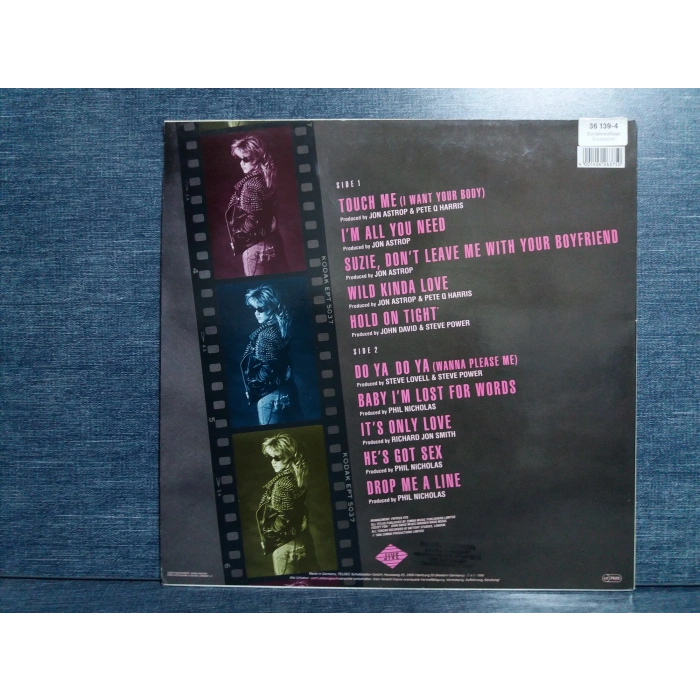 36 139-4
SIDE 1
TOUCH ME (I WANT YOUR BODY)
Produced by JON ASTROP & PETE Q HARRIS
I'M ALL YOU NEED
Produced by JON ASTROP
SUZIE, DON'T LEAVE ME WITH YOUR BOYFRIEND
Produced by JON ASTROP
WILD KINDA LOVE
Produced by JON ASTROP & PETE Q HARRIS
HOLD ON TIGHT
Produced by JOHN DAVID & STEVE POWER
SIDE 2
DO YA DO YA (WANNA PLEASE ME)
Produced by STEVE LOVELL & STEVE POWER
BABY I'M LOST FOR WORDS
Produced by PHIL NICHOLAS
IT'S ONLY LOVE
Produced by RICHARD JON SMITH
HE'S GOT SEX
Produced by PHIL NICHOLAS
DROP ME A LINE
Produced by PHIL NICHOLAS
KODAK EPT 5037
KODAK EPT 5037
4
5
6
JIVE